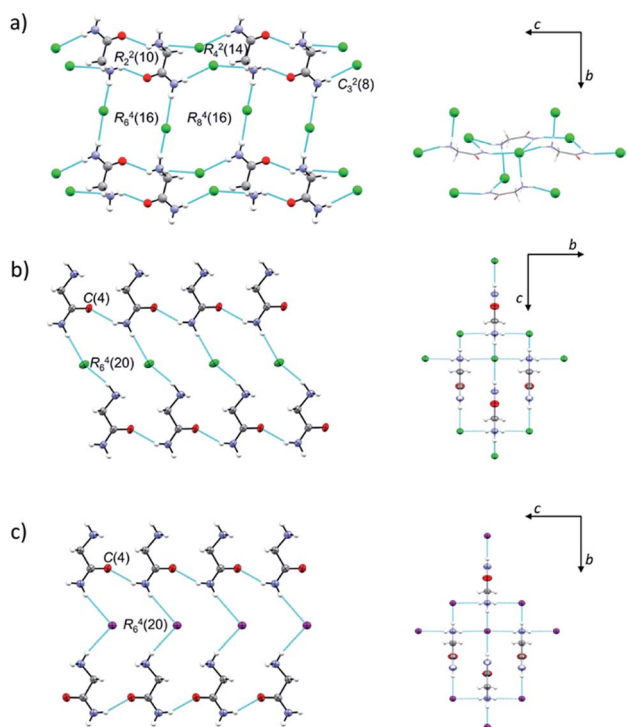 a)
R₂²(10) R₄²(14)
C₃²(8)
R₆⁴(16) R₈⁴(16)
c
b
b)
C(4)
R₆⁴(20)
b
c
c)
C(4)
R₆⁴(20)
c
b